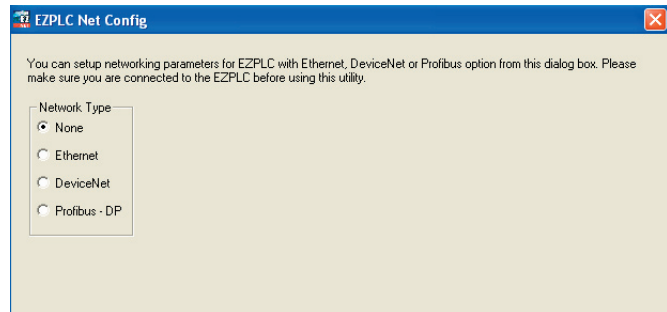 EZPLC Net Config
You can setup networking parameters for EZPLC with Ethernet, DeviceNet or Profibus option from this dialog box. Please
make sure you are connected to the EZPLC before using this utility.
Network Type
None
Ethernet
DeviceNet
Profibus - DP